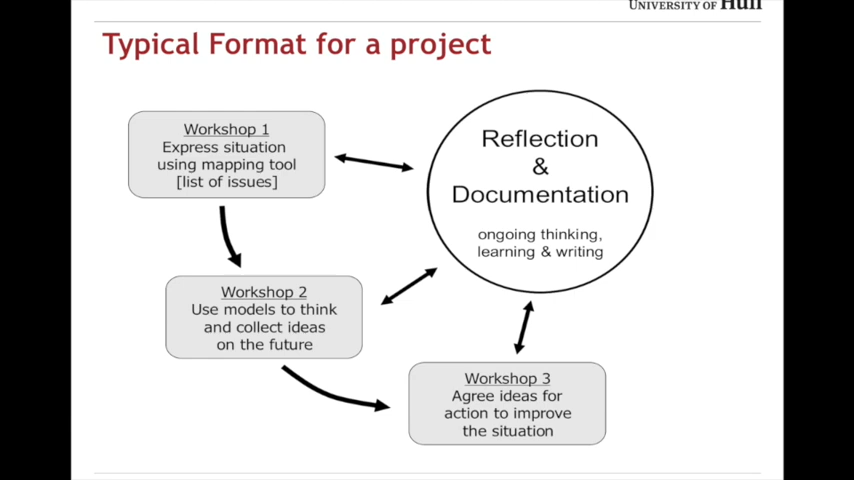 UNIVERSITY OF Hull
Typical Format for a project
Workshop 1
Express situation
using mapping tool
[list of issues]
Reflection
&
Documentation
ongoing thinking,
learning & writing
Workshop 2
Use models to think
and collect ideas
on the future
Workshop 3
Agree ideas for
action to improve
the situation